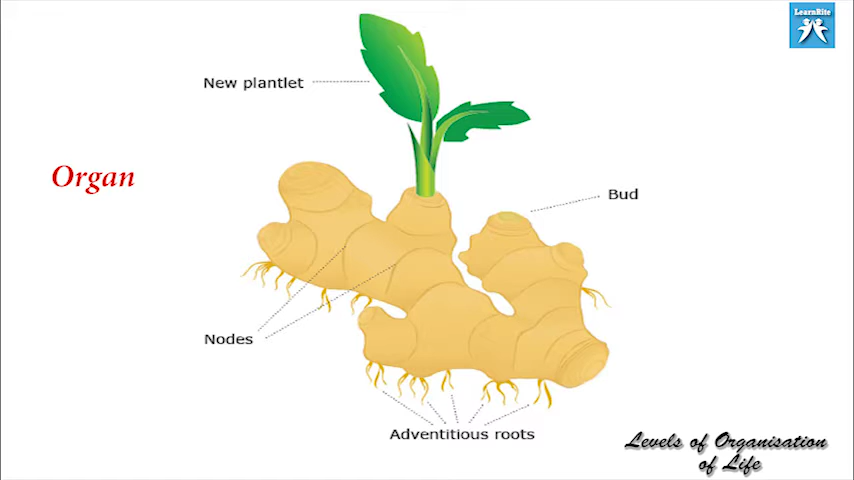 LearnRite
New plantlet
Organ
Bud
Nodes
Adventitious roots
Levels of Organisation
of Life